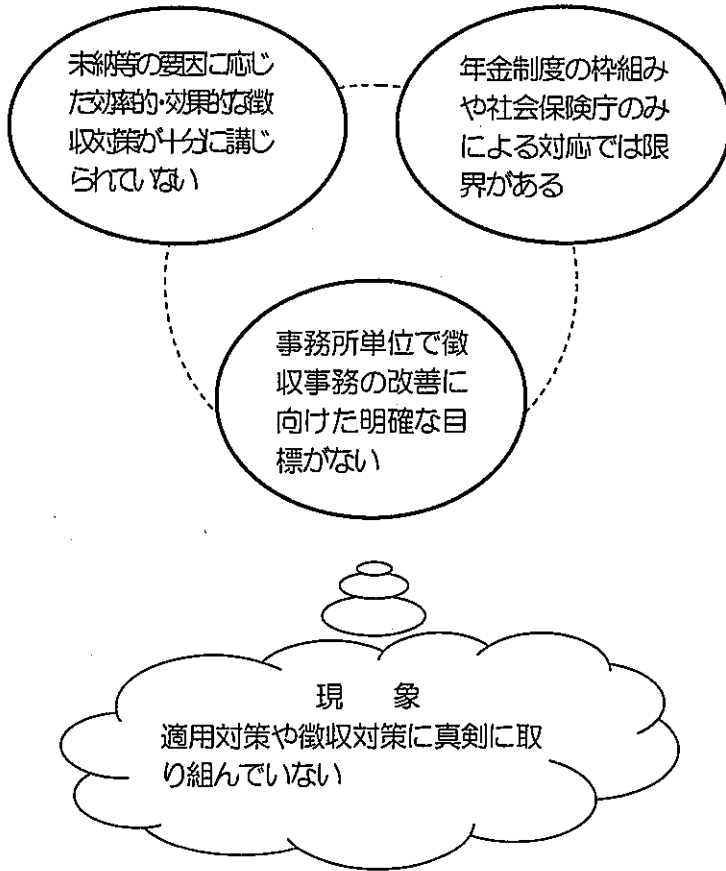 未納等の要因に応じ
た効率的・効果的な徴
収対策が十分に講じ
られていない
年金制度の枠組み
や社会保険庁のみ
による対応では限
界がある
事務所単位で徴
収事務の改善に
向けた明確な目
標がない
現 象
適用対策や徴収対策に真剣に取
り組んでいない